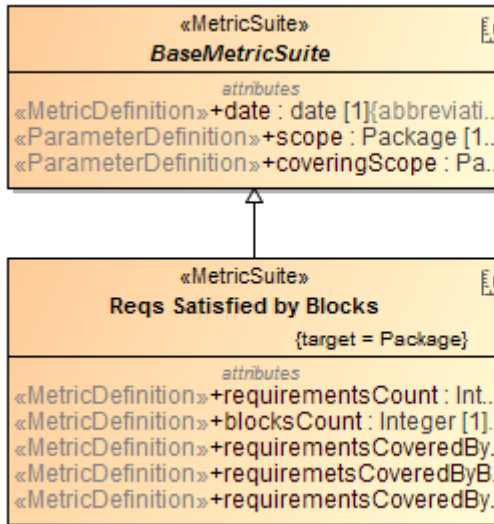 «MetricSuite»
BaseMetricSuite
attributes
«MetricDefinition»+date : date [1]{abbreviati...
«ParameterDefinition»+scope : Package [1...
«ParameterDefinition»+coveringScope : Pa...
«MetricSuite»
Reqs Satisfied by Blocks
{target = Package}
attributes
«MetricDefinition»+requirementsCount : Int...
«MetricDefinition»+blocksCount : Integer [1]...
«MetricDefinition»+requirementsCoveredBy...
«MetricDefinition»+requiremetsCoveredByB...
«MetricDefinition»+requirementsCoveredBy...